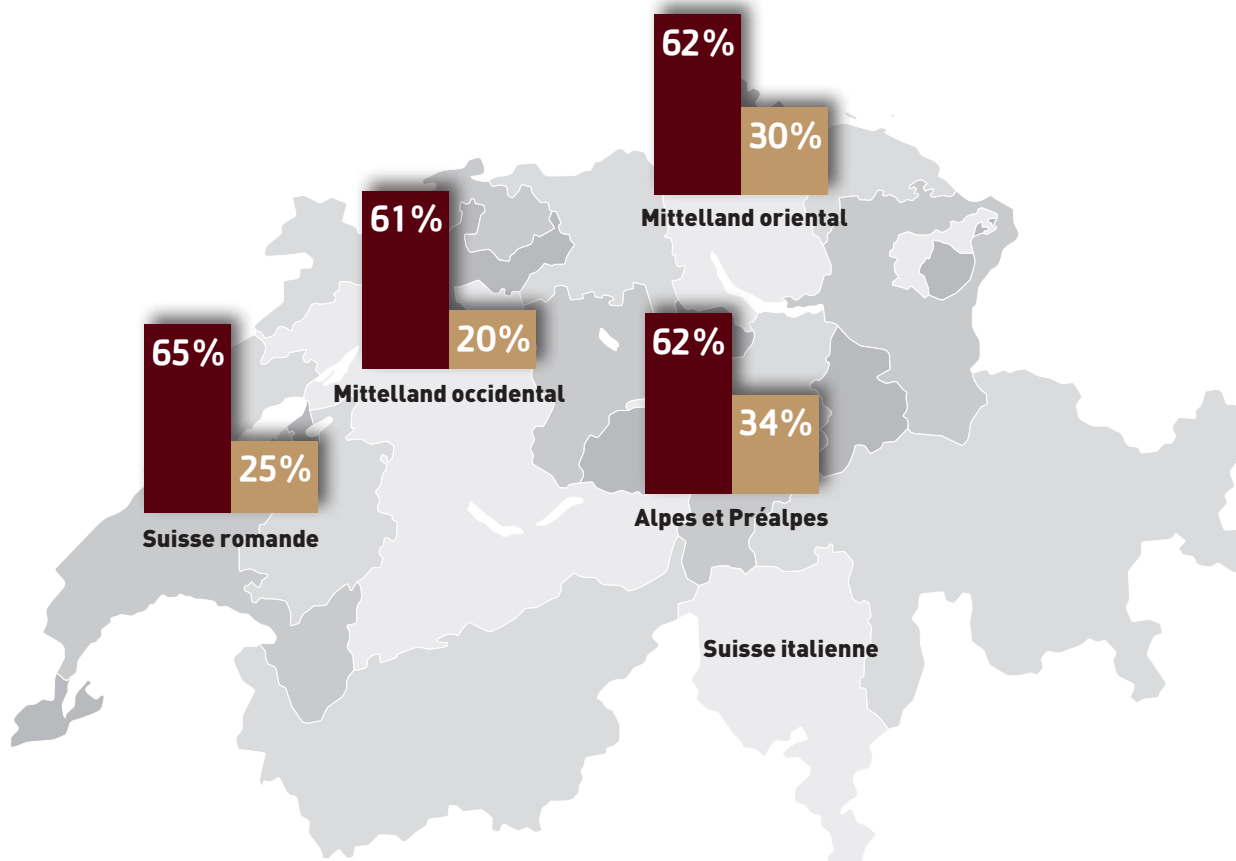 62%
30%
Mittelland oriental
61%
20%
Mittelland occidental
65%
25%
Suisse romande
62%
34%
Alpes et Préalpes
Suisse italienne